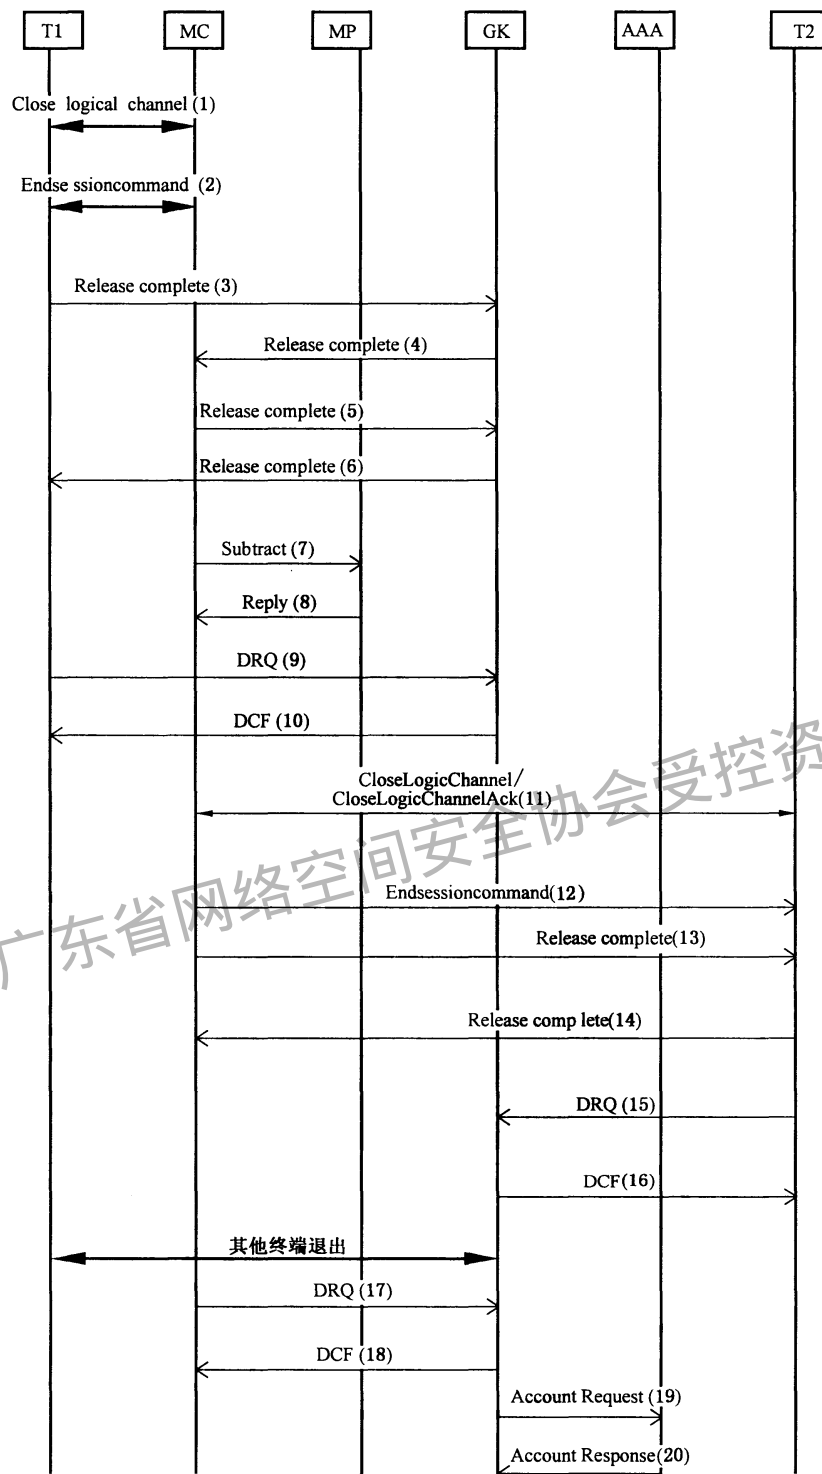 T1 MC MP GK AAA T2
Close logical channel (1)
Endse ssioncommand (2)
Release complete (3)
Release complete (4)
Release complete (5)
Release complete (6)
Subtract (7)
Reply (8)
DRQ (9)
DCF (10)
CloseLogicChannel/
CloseLogicChannelAck(11)
广东省网络空间安全协会受控资
Endsessioncommand(12)
Release complete(13)
Release comp lete(14)
DRQ (15)
DCF(16)
其他终端退出
DRQ (17)
DCF (18)
Account Request (19)
Account Response(20)